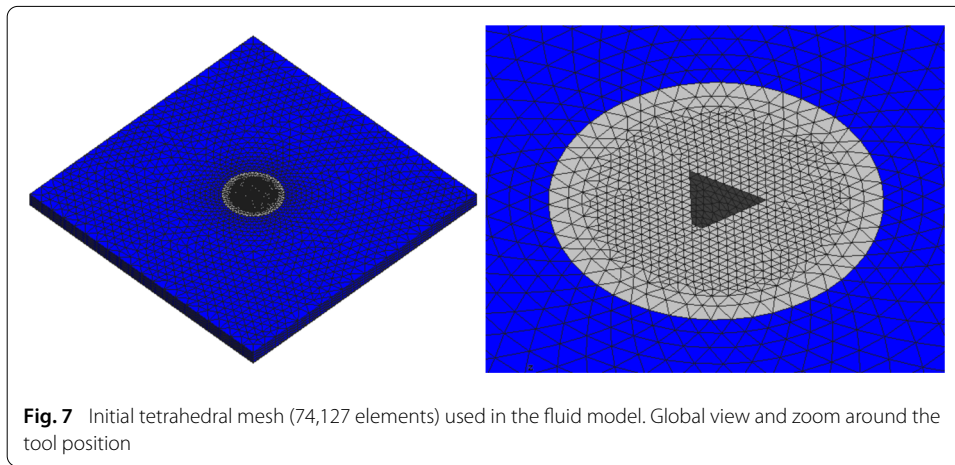 Fig. 7 Initial tetrahedral mesh (74,127 elements) used in the fluid model. Global view and zoom around the
tool position